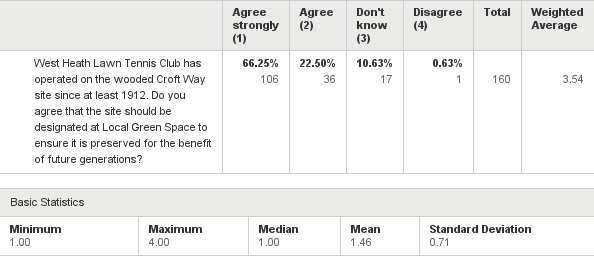 Agree strongly (1) Agree (2) Don't know (3) Disagree (4) Total Weighted Average
West Heath Lawn Tennis Club has operated on the wooded Croft Way site since at least 1912. Do you agree that the site should be designated at Local Green Space to ensure it is preserved for the benefit of future generations?
66.25% 22.50% 10.63% 0.63%
106 36 17 1 160 3.54
Basic Statistics
Minimum Maximum Median Mean Standard Deviation
1.00 4.00 1.00 1.46 0.71